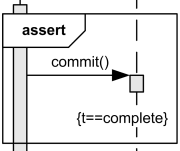 assert
commit()
{t==complete}